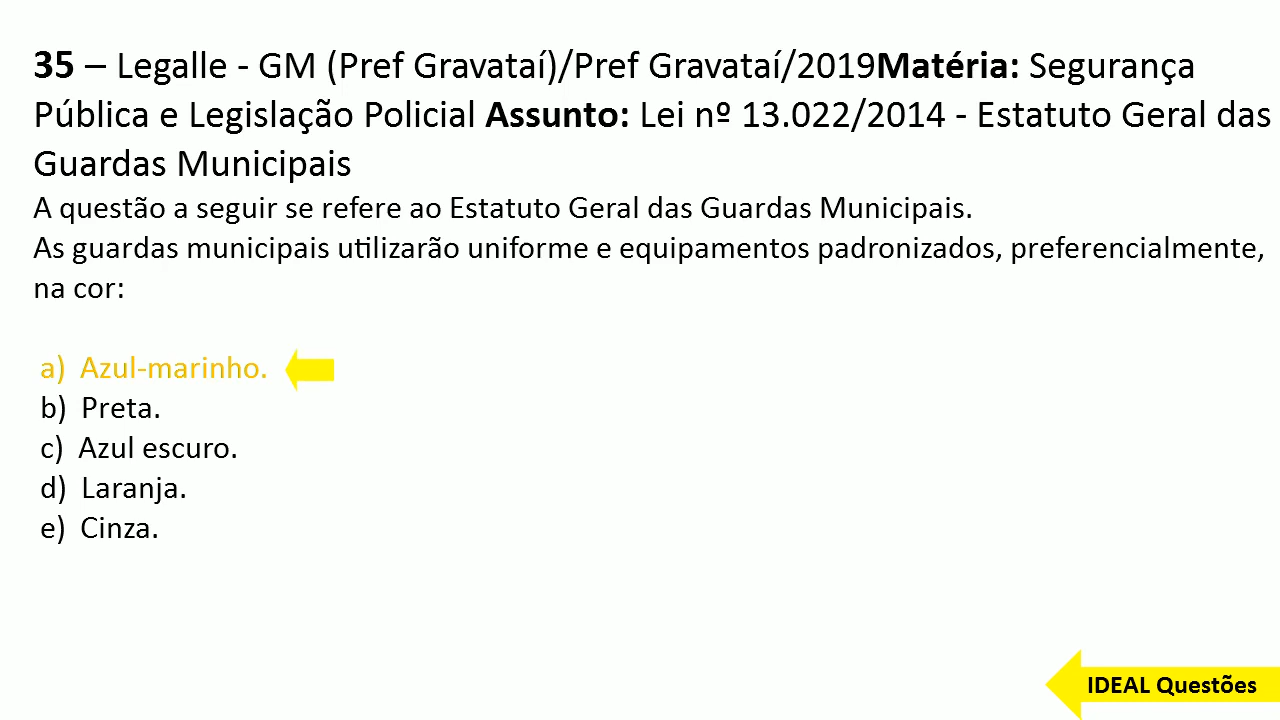 35 – Legalle - GM (Pref Gravataí)/Pref Gravataí/2019Matéria: Segurança
Pública e Legislação Policial Assunto: Lei nº 13.022/2014 - Estatuto Geral das
Guardas Municipais
A questão a seguir se refere ao Estatuto Geral das Guardas Municipais.
As guardas municipais utilizarão uniforme e equipamentos padronizados, preferencialmente,
na cor:
a) Azul-marinho.
b) Preta.
c) Azul escuro.
d) Laranja.
e) Cinza.
IDEAL Questões